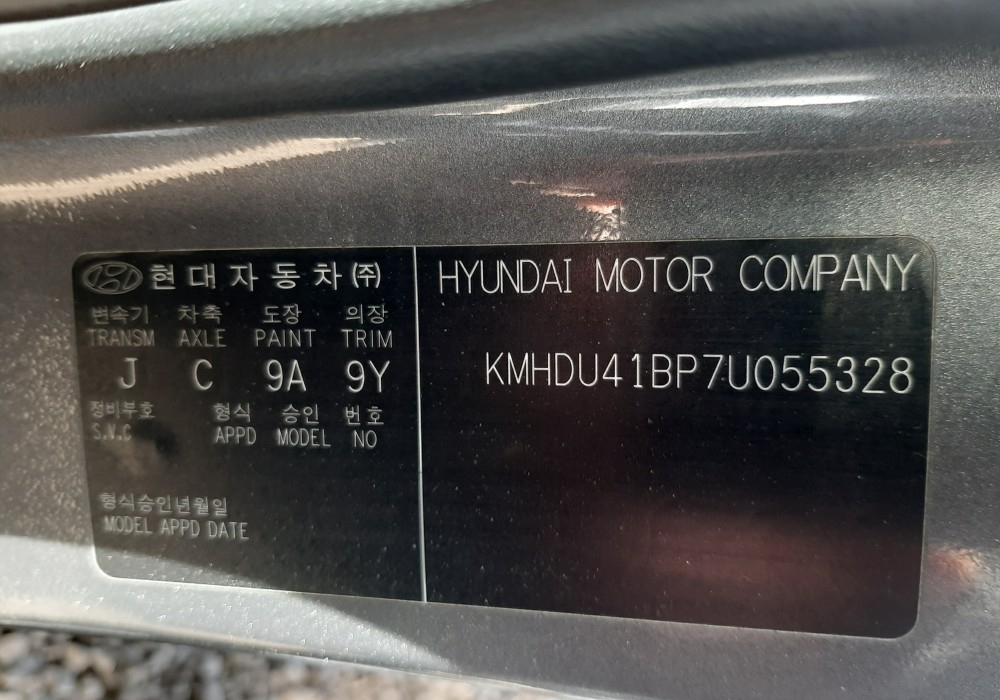 현대자동차㈜
변속기 차축 도장 의장
TRANSM AXLE PAINT TRIM
J C 9A 9Y
정비부호 형식 승인 번호
S.V.C APPD MODEL NO
형식승인년월일
MODEL APPD DATE
HYUNDAI MOTOR COMPANY
KMHDU41BP7U055328